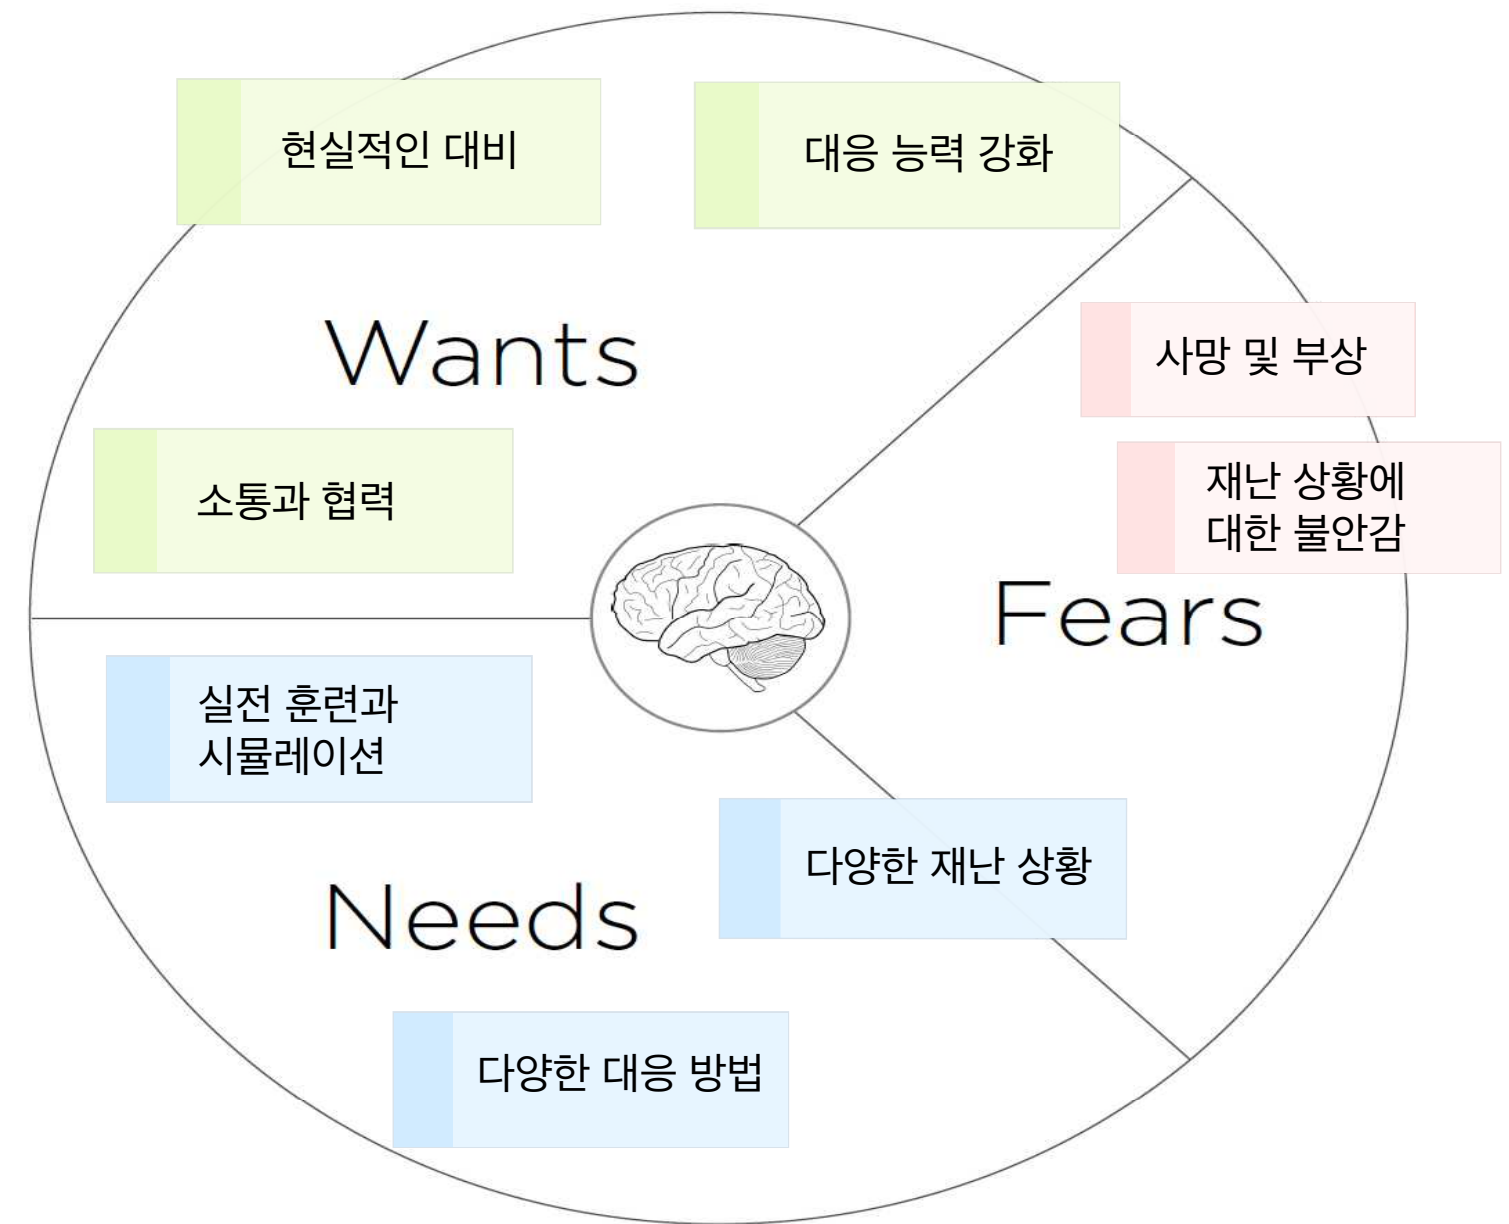 현실적인 대비
대응 능력 강화
Wants
사망 및 부상
소통과 협력
재난 상황에
대한 불안감
Fears
실전 훈련과
시뮬레이션
다양한 재난 상황
Needs
다양한 대응 방법